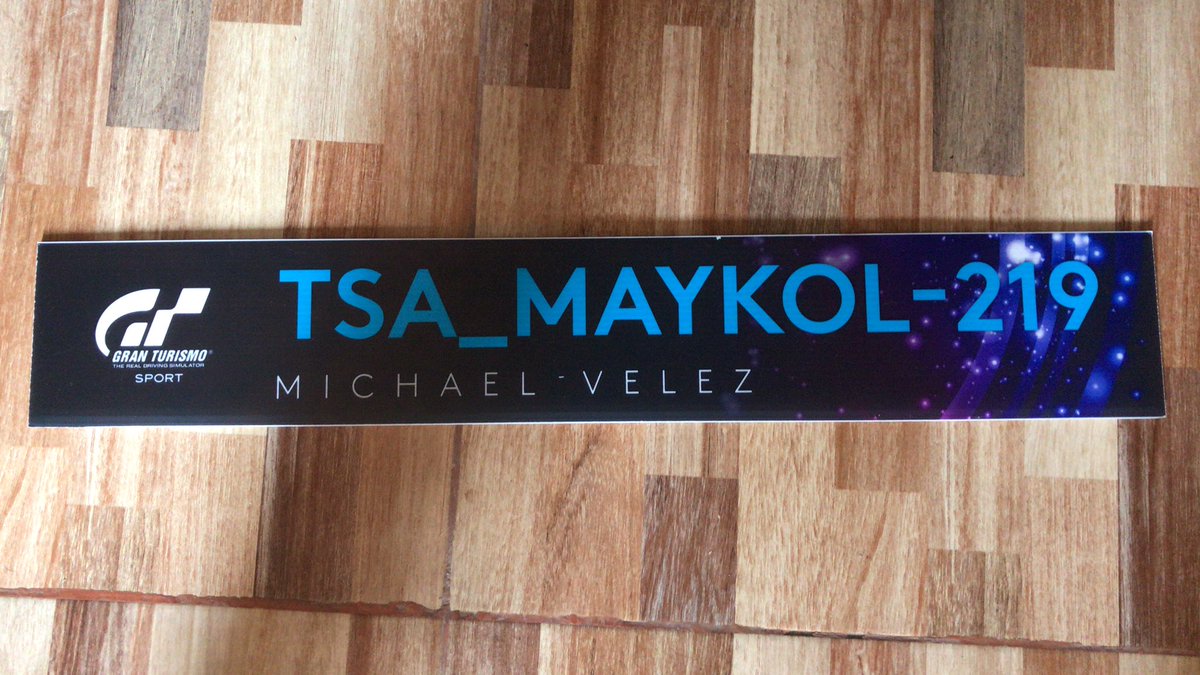 TSA_MAYKOL-219
GRAN TURISMO®
THE REAL DRIVING SIMULATOR
SPORT
MICHAEL VELEZ